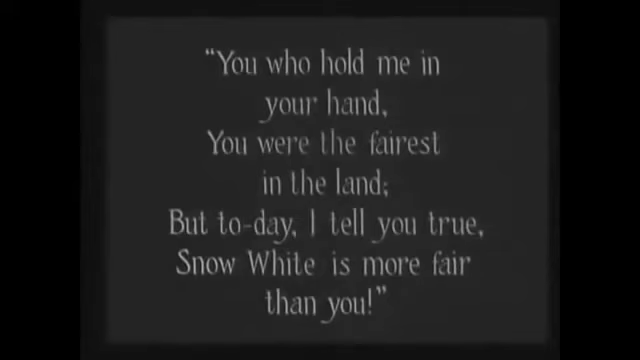 “You who hold me in
your hand,
You were the fairest
in the land;
But to-day, I tell you true,
Snow White is more fair
than you!”